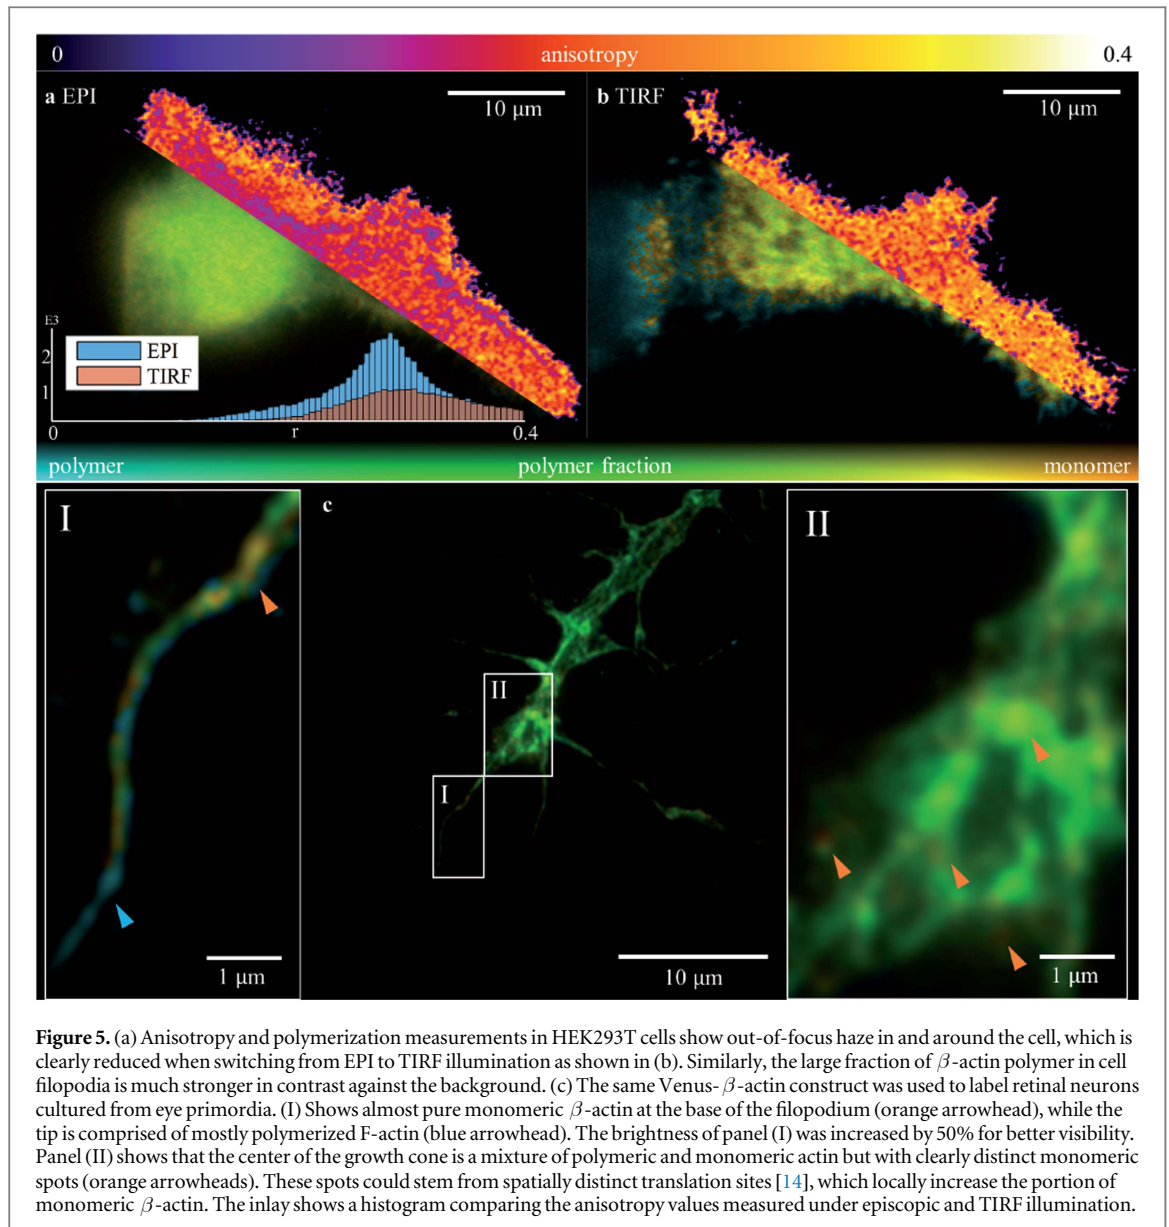 0 anisotropy 0.4
a EPI 10 μm
b TIRF 10 μm
E3
2
1
EPI
TIRF
0 r 0.4
polymer polymer fraction monomer
I
1 μm
c
II
I
10 μm
II
1 μm
Figure 5. (a) Anisotropy and polymerization measurements in HEK293T cells show out-of-focus haze in and around the cell, which is
clearly reduced when switching from EPI to TIRF illumination as shown in (b). Similarly, the large fraction of β-actin polymer in cell
filopodia is much stronger in contrast against the background. (c) The same Venus-β-actin construct was used to label retinal neurons
cultured from eye primordia. (I) Shows almost pure monomeric β-actin at the base of the filopodium (orange arrowhead), while the
tip is comprised of mostly polymerized F-actin (blue arrowhead). The brightness of panel (I) was increased by 50% for better visibility.
Panel (II) shows that the center of the growth cone is a mixture of polymeric and monomeric actin but with clearly distinct monomeric
spots (orange arrowheads). These spots could stem from spatially distinct translation sites [14], which locally increase the portion of
monomeric β-actin. The inlay shows a histogram comparing the anisotropy values measured under episcopic and TIRF illumination.